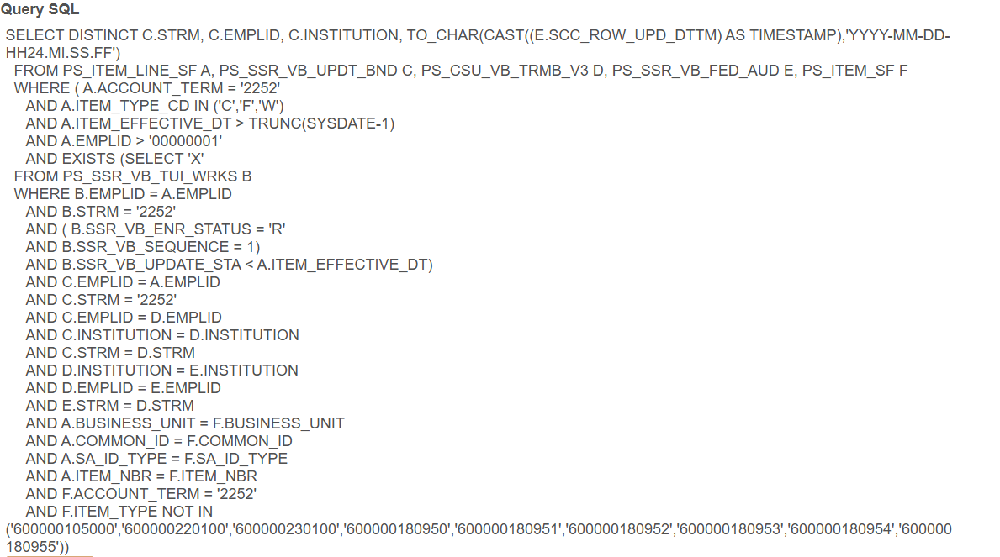 Query SQL
SELECT DISTINCT C.STRM, C.EMPLID, C.INSTITUTION, TO_CHAR(CAST((E.SCC_ROW_UPD_DTTM) AS TIMESTAMP),'YYYY-MM-DD-
HH24.MI.SS.FF')
FROM PS_ITEM_LINE_SF A, PS_SSR_VB_UPDT_BND C, PS_CSU_VB_TRMB_V3 D, PS_SSR_VB_FED_AUD E, PS_ITEM_SF F
WHERE ( A.ACCOUNT_TERM = '2252'
AND A.ITEM_TYPE_CD IN ('C','F','W')
AND A.ITEM_EFFECTIVE_DT > TRUNC(SYSDATE-1)
AND A.EMPLID > '00000001'
AND EXISTS (SELECT 'X'
FROM PS_SSR_VB_TUI_WRKS B
WHERE B.EMPLID = A.EMPLID
AND B.STRM = '2252'
AND ( B.SSR_VB_ENR_STATUS = 'R'
AND B.SSR_VB_SEQUENCE = 1)
AND B.SSR_VB_UPDATE_STA < A.ITEM_EFFECTIVE_DT)
AND C.EMPLID = A.EMPLID
AND C.STRM = '2252'
AND C.EMPLID = D.EMPLID
AND C.INSTITUTION = D.INSTITUTION
AND C.STRM = D.STRM
AND D.INSTITUTION = E.INSTITUTION
AND D.EMPLID = E.EMPLID
AND E.STRM = D.STRM
AND A.BUSINESS_UNIT = F.BUSINESS_UNIT
AND A.COMMON_ID = F.COMMON_ID
AND A.SA_ID_TYPE = F.SA_ID_TYPE
AND A.ITEM_NBR = F.ITEM_NBR
AND F.ACCOUNT_TERM = '2252'
AND F.ITEM_TYPE NOT IN
('600000105000','600000220100','600000230100','600000180950','600000180951','600000180952','600000180953','600000180954','600000
180955'))